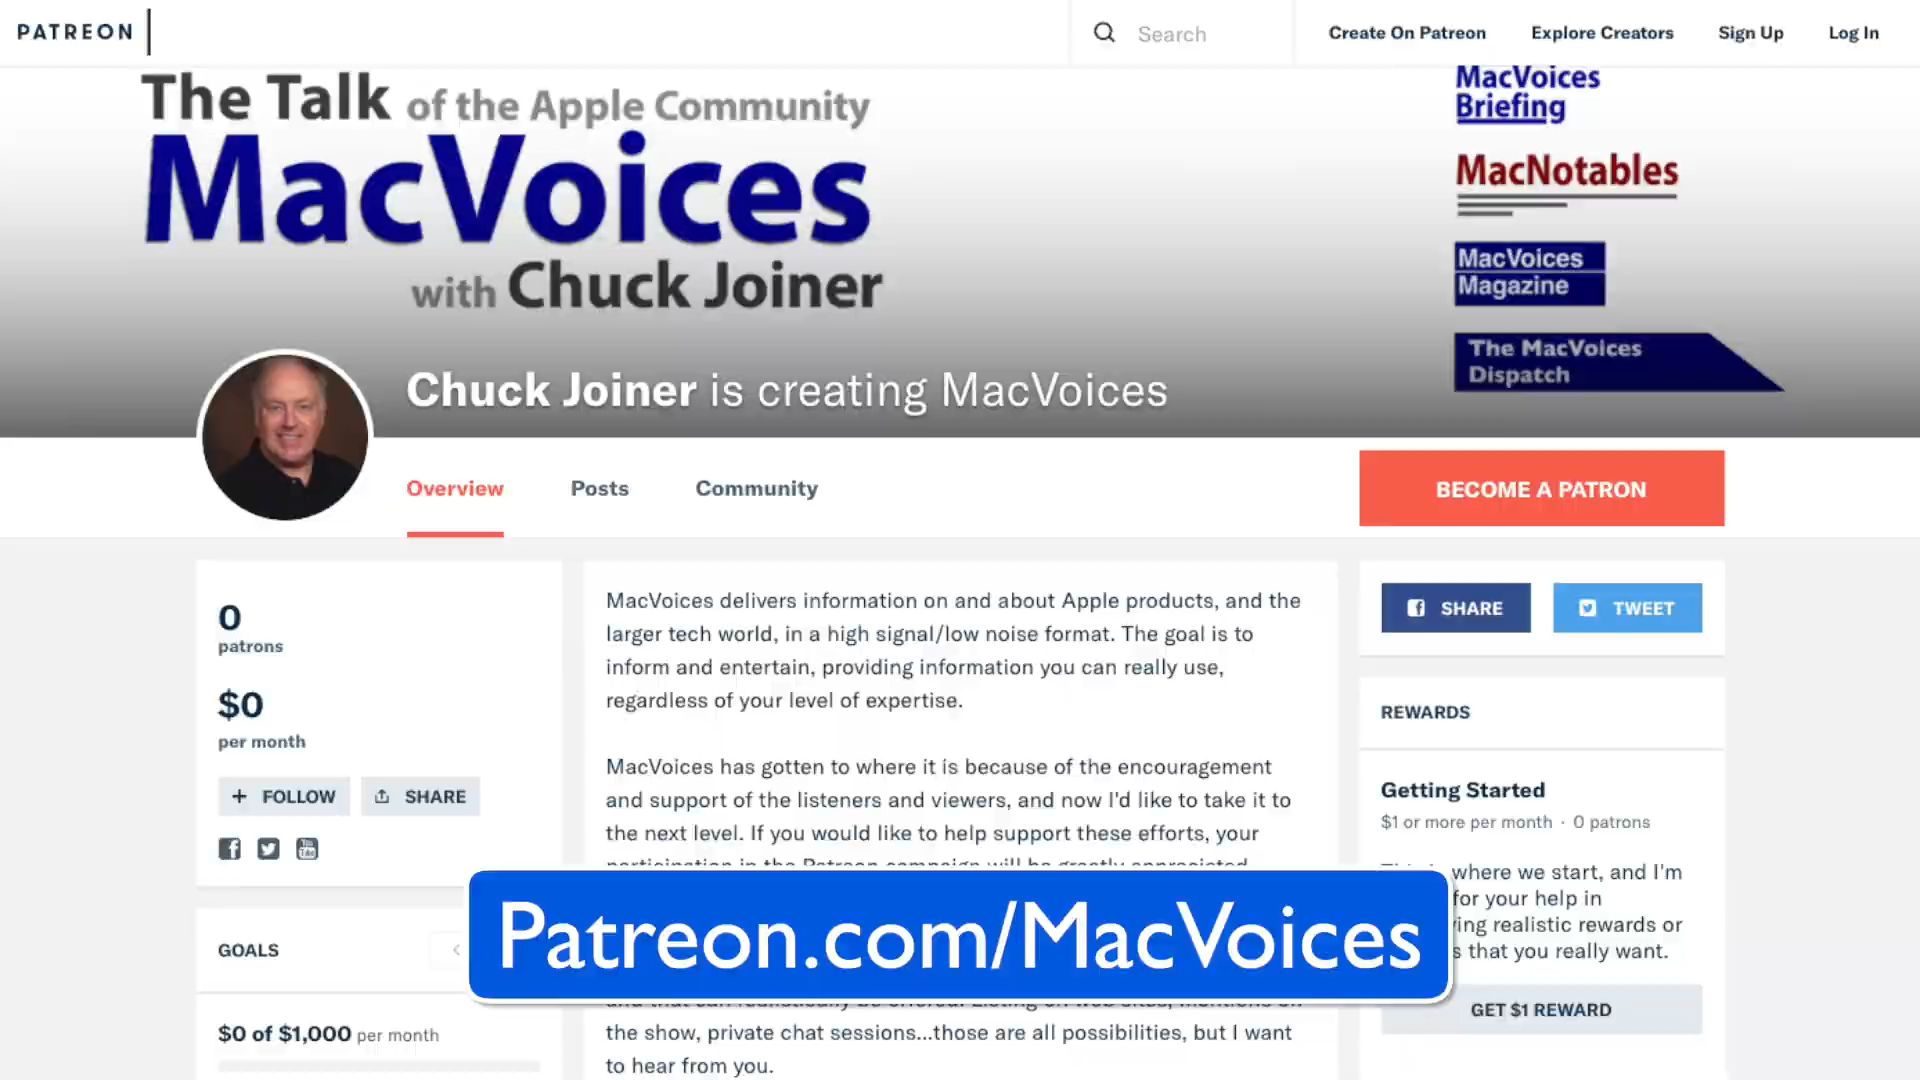 PATREON
Search
Create On Patreon
Explore Creators
Sign Up
Log In
The Talk of the Apple Community
MacVoices
with Chuck Joiner
MacVoices
Briefing
MacNotables
MacVoices
Magazine
The MacVoices
Dispatch
Chuck Joiner is creating MacVoices
Overview
Posts
Community
BECOME A PATRON
0
patrons
$0
per month
+ FOLLOW
SHARE
GOALS
$0 of $1,000 per month
MacVoices delivers information on and about Apple products, and the
larger tech world, in a high signal/low noise format. The goal is to
inform and entertain, providing information you can really use,
regardless of your level of expertise.
MacVoices has gotten to where it is because of the encouragement
and support of the listeners and viewers, and now I'd like to take it to
the next level. If you would like to help support these efforts, your
participation in the Patreon campaign will be greatly appreciated
Patreon.com/MacVoices
the show, private chat sessions...those are all possibilities, but I want
to hear from you.
SHARE
TWEET
REWARDS
Getting Started
$1 or more per month · 0 patrons
where we start, and I'm
for your help in
realistic rewards or
that you really want.
GET $1 REWARD